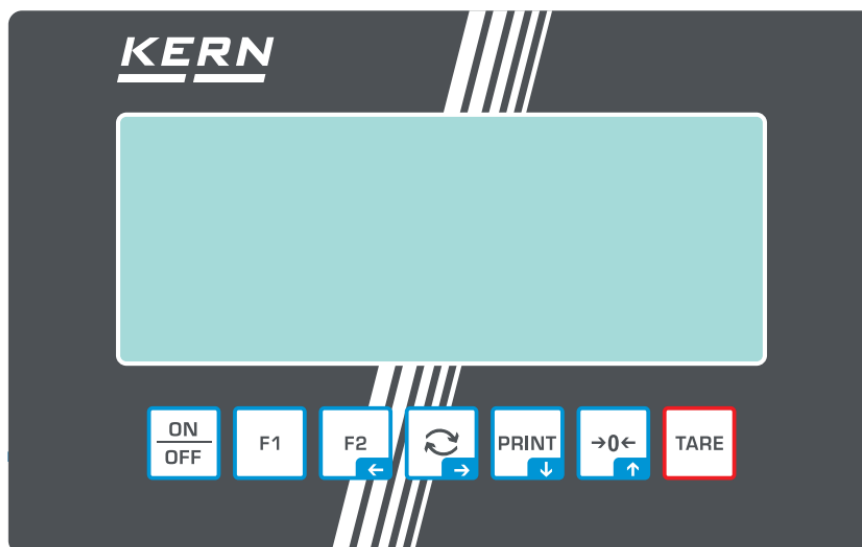 KERN
ON
OFF
F1
F2
←
→
PRINT
↓
→0←
↑
TARE